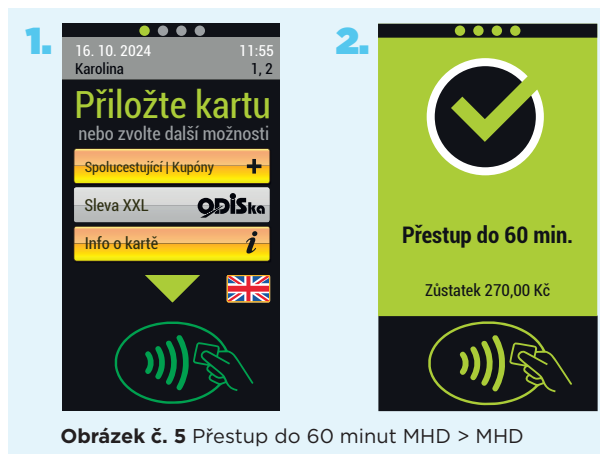 1.
16. 10. 2024 11:55
Karolina 1, 2
Přiložte kartu
nebo zvolte další možnosti
Spolucestující | Kupóny +
Sleva XXL ODISka
Info o kartě i
2.
Přestup do 60 min.
Zůstatek 270,00 Kč
Obrázek č. 5 Přestup do 60 minut MHD > MHD